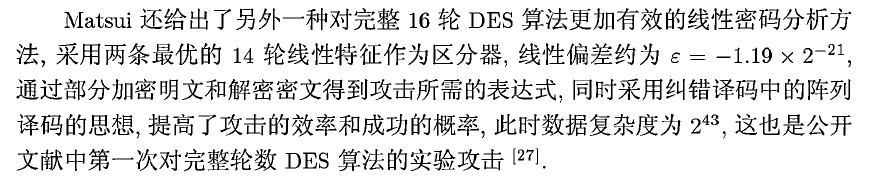 Matsui 还给出了另外一种对完整 16 轮 DES 算法更加有效的线性密码分析方
法, 采用两条最优的 14 轮线性特征作为区分器, 线性偏差约为 ε = −1.19 × 2⁻²¹,
通过部分加密明文和解密密文得到攻击所需的表达式, 同时采用纠错译码中的阵列
译码的思想, 提高了攻击的效率和成功的概率, 此时数据复杂度为 2⁴³, 这也是公开
文献中第一次对完整轮数 DES 算法的实验攻击 [27].